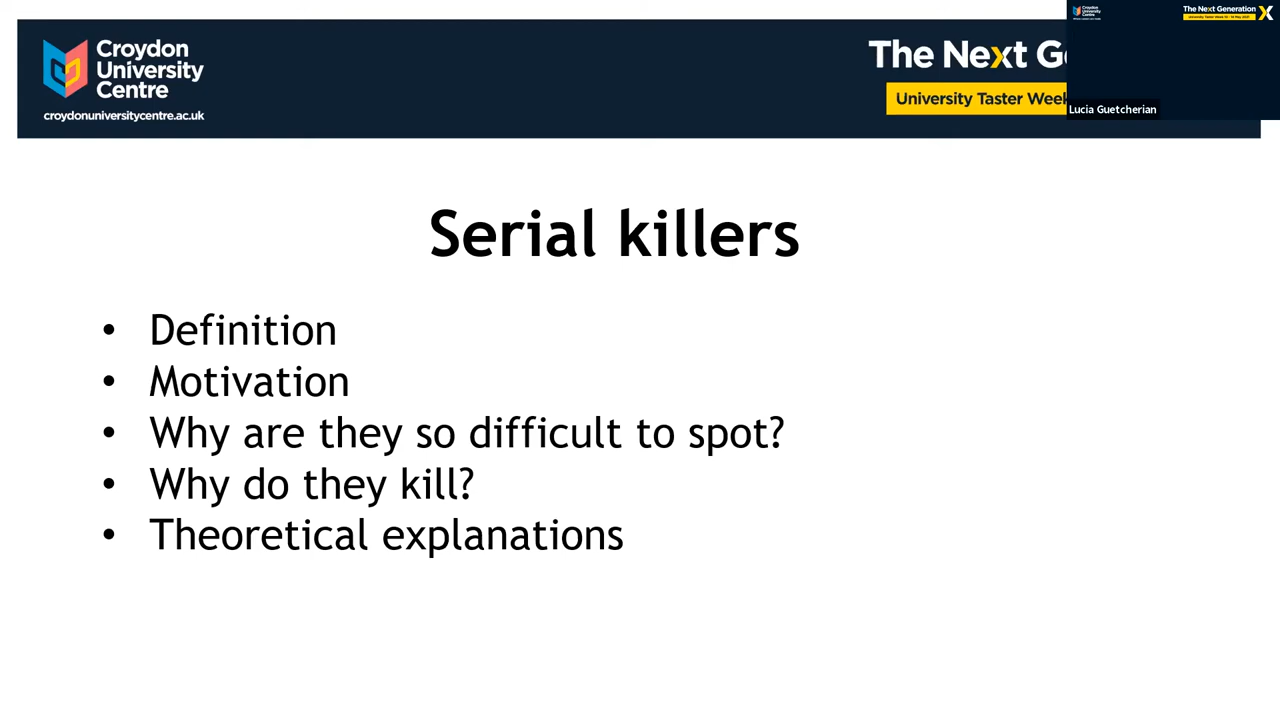 Croydon
University
Centre
croydonuniversitycentre.ac.uk
The Next Ge
University Taster Week
The Next Generation
Lucia Guetcherian
Serial killers
• Definition
• Motivation
• Why are they so difficult to spot?
• Why do they kill?
• Theoretical explanations